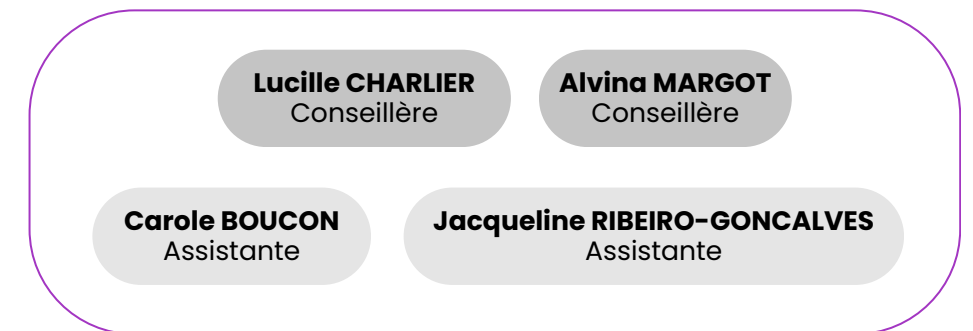 Lucille CHARLIER
Conseillère
Alvina MARGOT
Conseillère
Carole BOUCON
Assistante
Jacqueline RIBEIRO-GONCALVES
Assistante